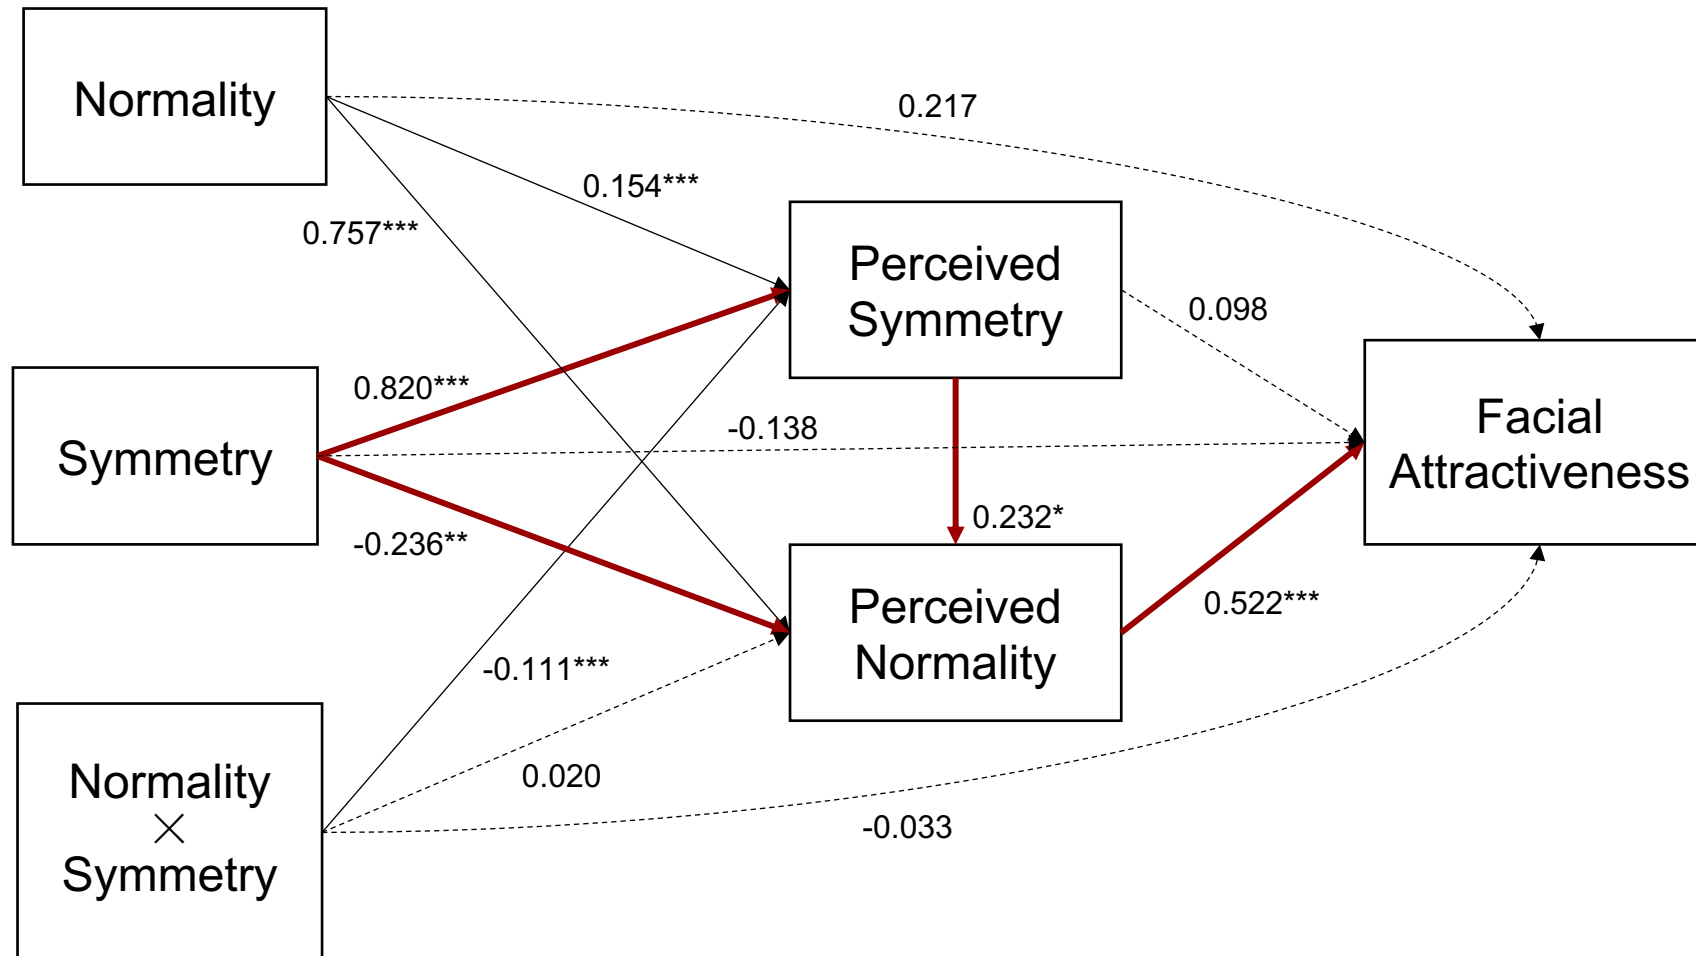 Normality
0.217
0.154***
0.757***
Perceived
Symmetry
0.098
0.820***
Symmetry
-0.138
Facial
Attractiveness
-0.236**
0.232*
Perceived
Normality
0.522***
-0.111***
0.020
-0.033
Normality
×
Symmetry